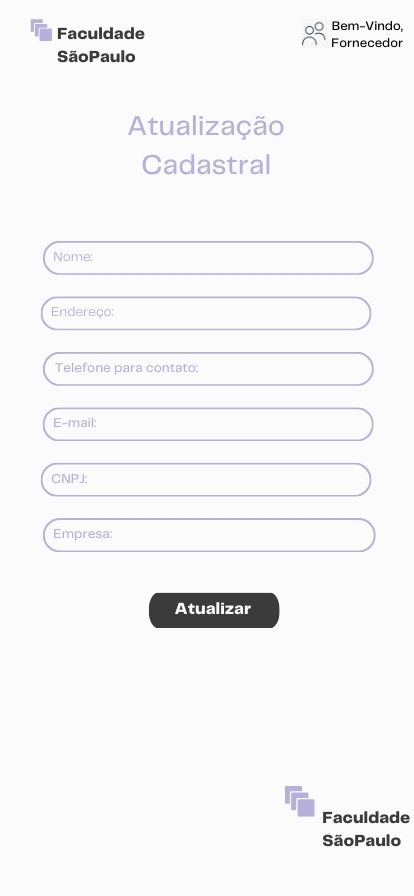 Faculdade
SãoPaulo
Bem-Vindo,
Fornecedor
Atualização
Cadastral
Nome:
Endereço:
Telefone para contato:
E-mail:
CNPJ:
Empresa:
Atualizar
Faculdade
SãoPaulo